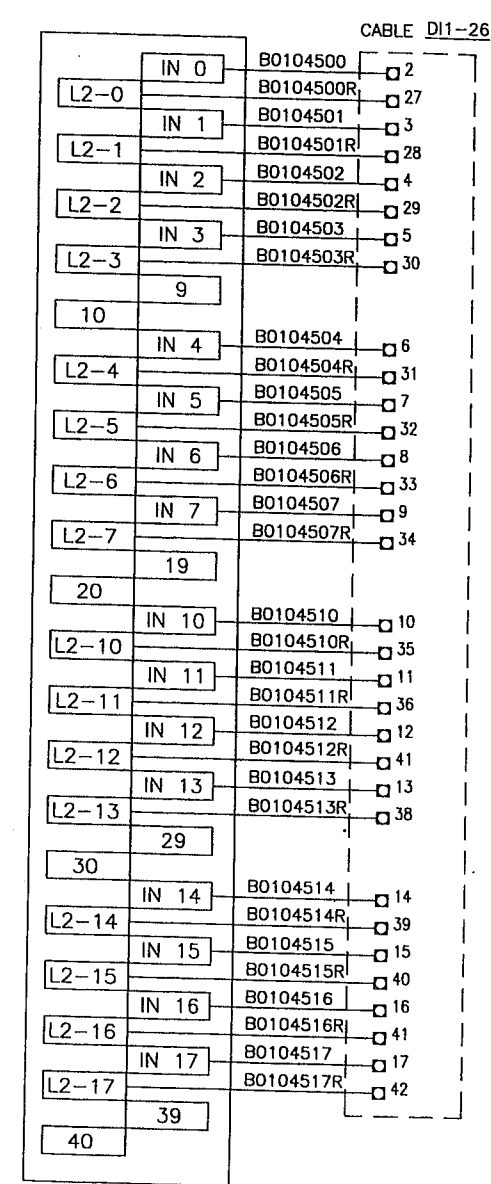 CABLE DI1-26
IN 0 B0104500 2
L2-0 B0104500R 27
IN 1 B0104501 3
L2-1 B0104501R 28
IN 2 B0104502 4
L2-2 B0104502R 29
IN 3 B0104503 5
L2-3 B0104503R 30
9
10
IN 4 B0104504 6
L2-4 B0104504R 31
IN 5 B0104505 7
L2-5 B0104505R 32
IN 6 B0104506 8
L2-6 B0104506R 33
IN 7 B0104507 9
L2-7 B0104507R 34
19
20
IN 10 B0104510 10
L2-10 B0104510R 35
IN 11 B0104511 11
L2-11 B0104511R 36
IN 12 B0104512 12
L2-12 B0104512R 41
IN 13 B0104513 13
L2-13 B0104513R 38
29
30
IN 14 B0104514 14
L2-14 B0104514R 39
IN 15 B0104515 15
L2-15 B0104515R 40
IN 16 B0104516 16
L2-16 B0104516R 41
IN 17 B0104517 17
L2-17 B0104517R 42
39
40